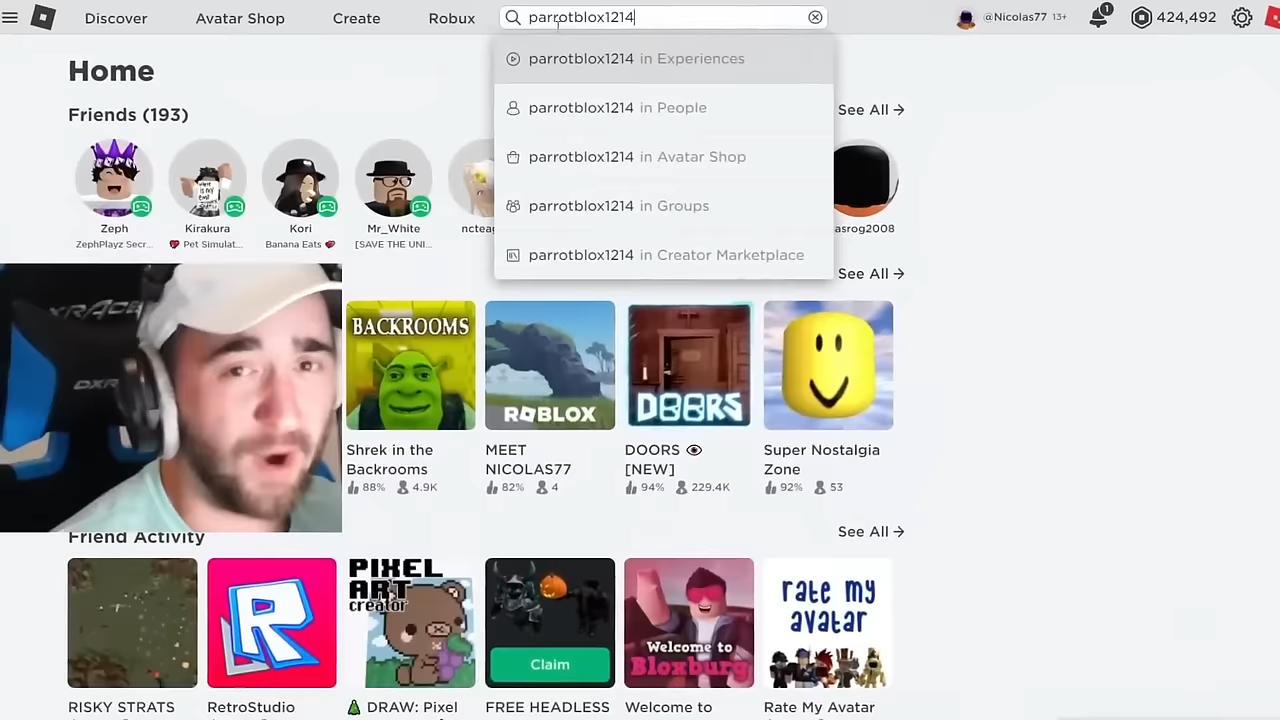 Discover
Avatar Shop
Create
Robux
parrotblox1214
@Nicolas77 13+
1
424,492
parrotblox1214 in Experiences
parrotblox1214 in People
parrotblox1214 in Avatar Shop
parrotblox1214 in Groups
parrotblox1214 in Creator Marketplace
Home
Friends (193)
See All
Zeph
ZephPlayz Secr...
Kirakura
Pet Simulat...
Kori
Banana Eats
Mr_White
[SAVE THE UNI...
ncteag
asrog2008
See All
XRACER
DXR
BACKROOMS
ROBLOX
DOORS
Shrek in the
Backrooms
88% 4.9K
MEET
NICOLAS77
82% 4
DOORS
[NEW]
94% 229.4K
Super Nostalgia
Zone
92% 53
Friend Activity
See All
PIXEL
ART
creator
Claim
Welcome to
Bloxburg
rate my
avatar
RISKY STRATS
RetroStudio
DRAW: Pixel
FREE HEADLESS
Welcome to
Rate My Avatar